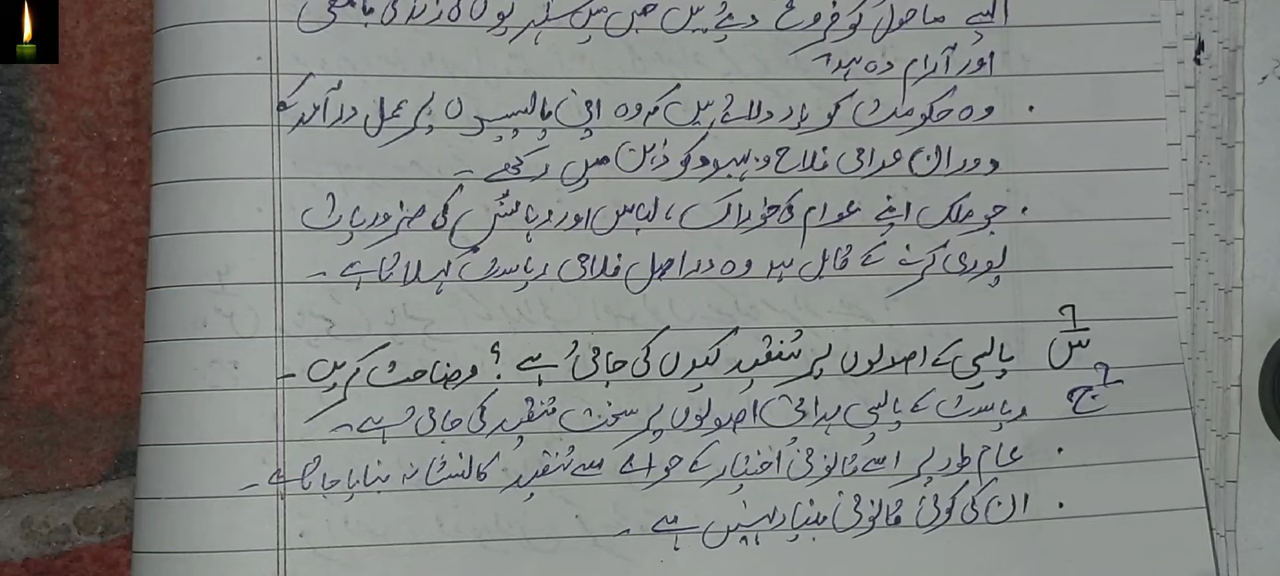 ایسے ماحول کو فروغ دیتے ہیں جس میں شہریوں کی زندگی بامعنی
اور آرام دہ ہو۔
• وہ حکومت کو یاد دلاتے ہیں کہ وہ اپنی پالیسیوں پر عمل درآمد کے
دوران عوامی فلاح و بہبود کو ذہن میں رکھے۔
• جو ملک اپنے عوام کی خوراک، لباس اور رہائش کی ضروریات
پوری کرنے کے قابل ہو وہ دراصل فلاحی ریاست کہلاتا ہے۔
س ۹ پالیسی کے اصولوں پر تنقید کیوں کی جاتی ہے؟ وضاحت کریں۔
ج ۹ ریاست کے پالیسی ہدایتی اصولوں پر سخت تنقید کی جاتی ہے۔
• عام طور پر اسے قانونی اختیار کے حوالے سے تنقید کا نشانہ بنایا جاتا ہے۔
• ان کی کوئی قانونی بنیاد نہیں ہے۔